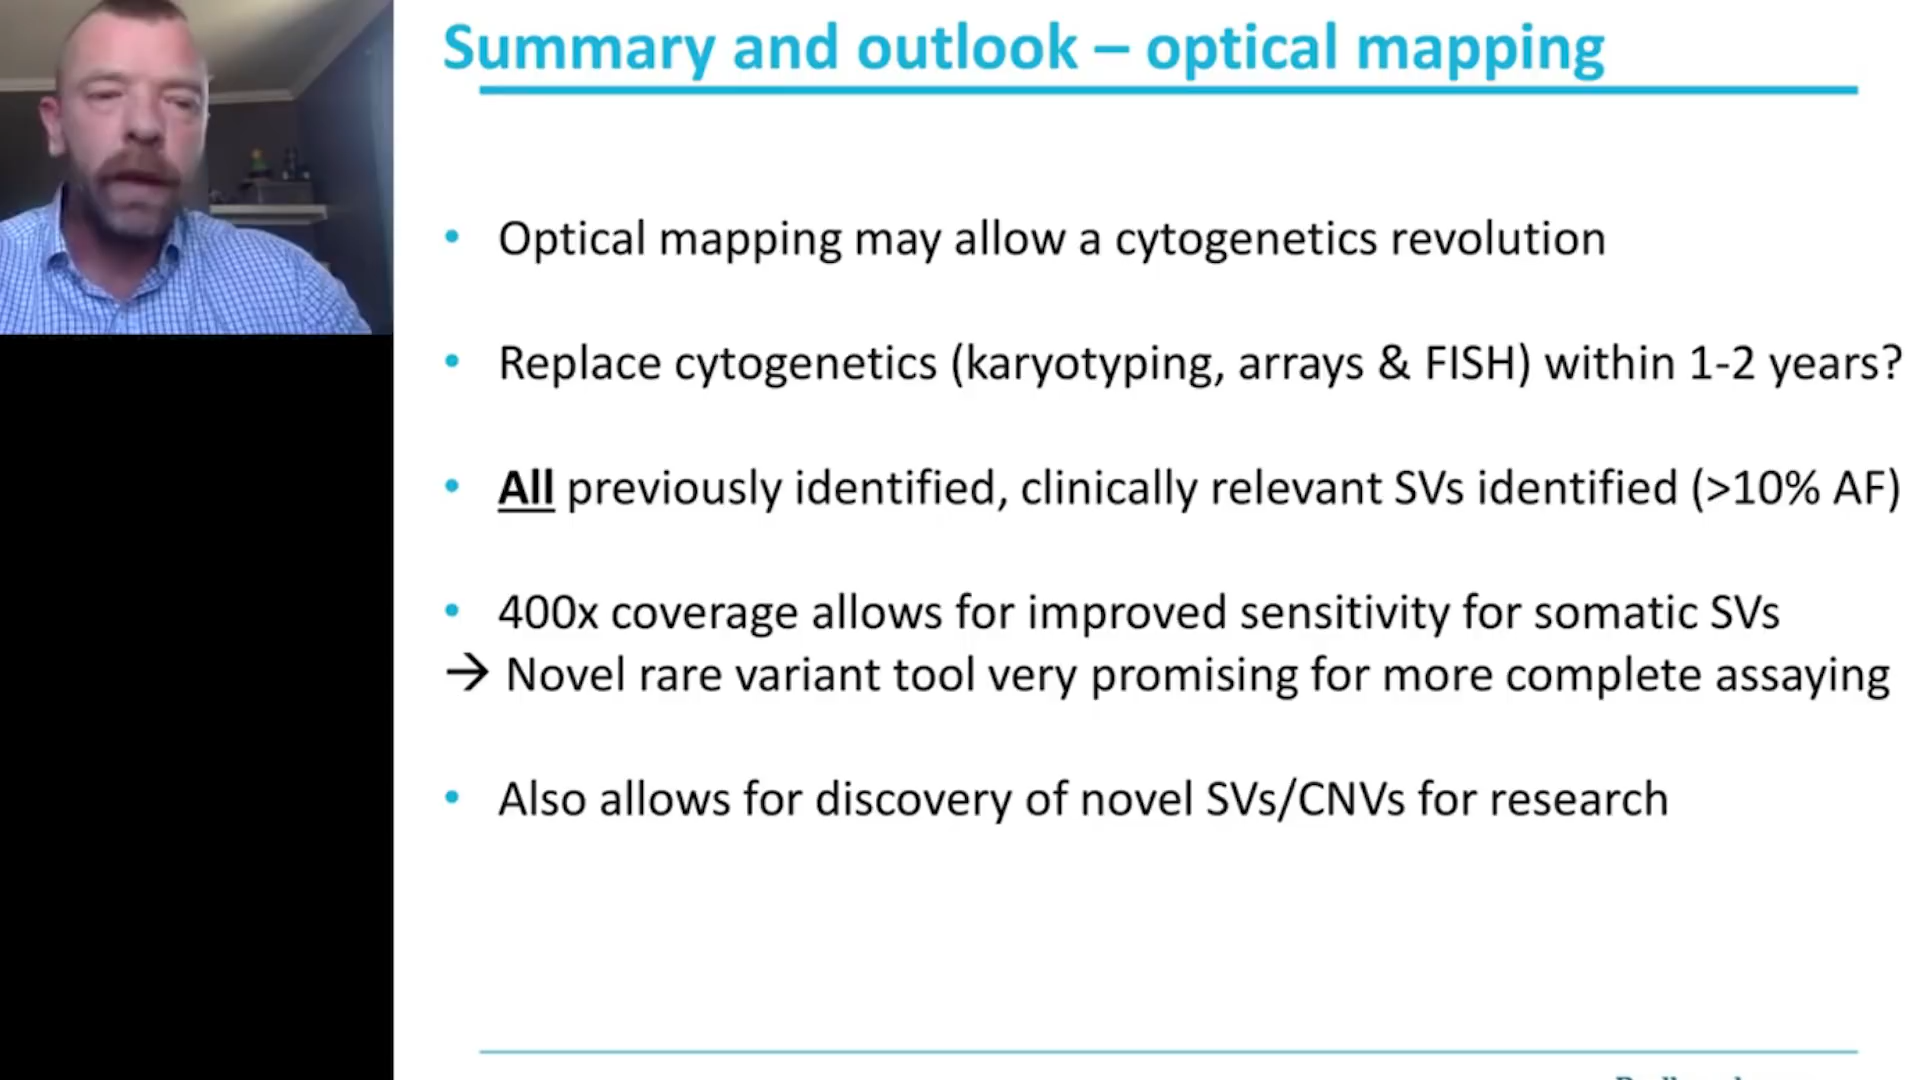 Summary and outlook – optical mapping
• Optical mapping may allow a cytogenetics revolution
• Replace cytogenetics (karyotyping, arrays & FISH) within 1-2 years?
• All previously identified, clinically relevant SVs identified (>10% AF)
• 400x coverage allows for improved sensitivity for somatic SVs
→ Novel rare variant tool very promising for more complete assaying
• Also allows for discovery of novel SVs/CNVs for research